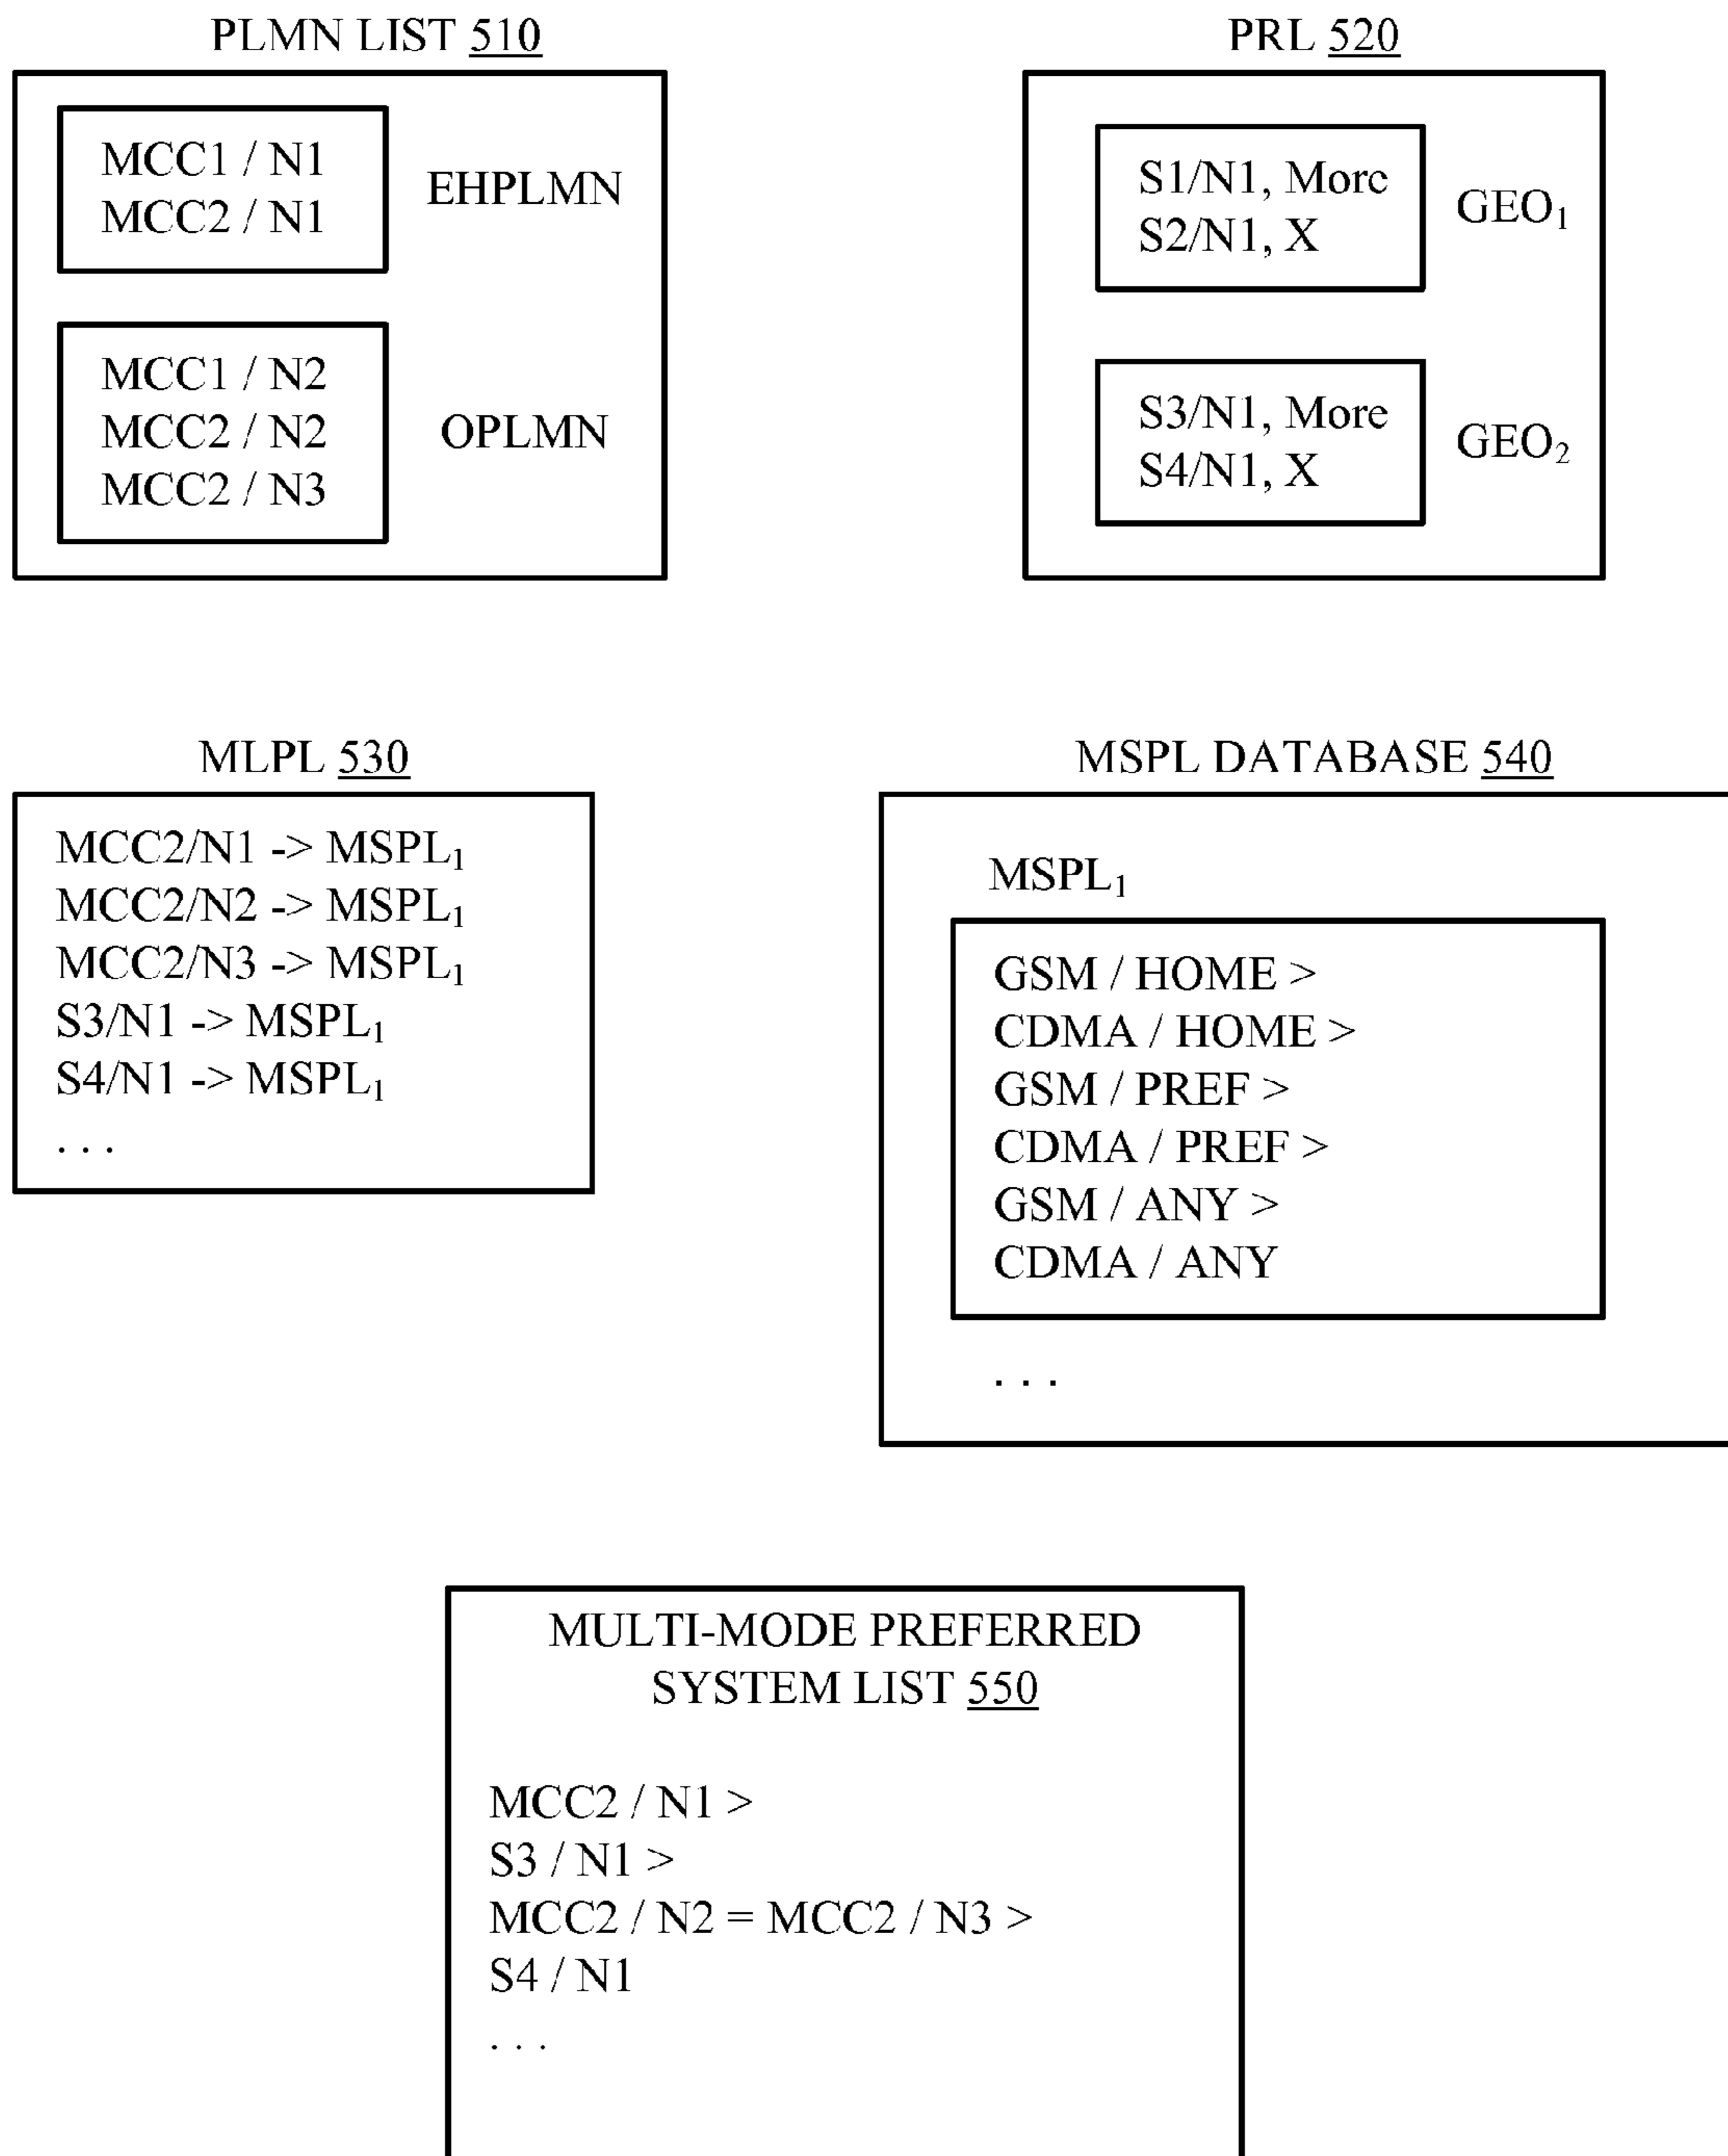 PLMN LIST 510
MCC1 / N1
MCC2 / N1
EHPLMN
MCC1 / N2
MCC2 / N2
MCC2 / N3
OPLMN
PRL 520
S1/N1, More
S2/N1, X
GEO₁
S3/N1, More
S4/N1, X
GEO₂
MLPL 530
MCC2/N1 -> MSPL₁
MCC2/N2 -> MSPL₁
MCC2/N3 -> MSPL₁
S3/N1 -> MSPL₁
S4/N1 -> MSPL₁
. . .
MSPL DATABASE 540
MSPL₁
GSM / HOME >
CDMA / HOME >
GSM / PREF >
CDMA / PREF >
GSM / ANY >
CDMA / ANY
. . .
MULTI-MODE PREFERRED
SYSTEM LIST 550
MCC2 / N1 >
S3 / N1 >
MCC2 / N2 = MCC2 / N3 >
S4 / N1
. . .